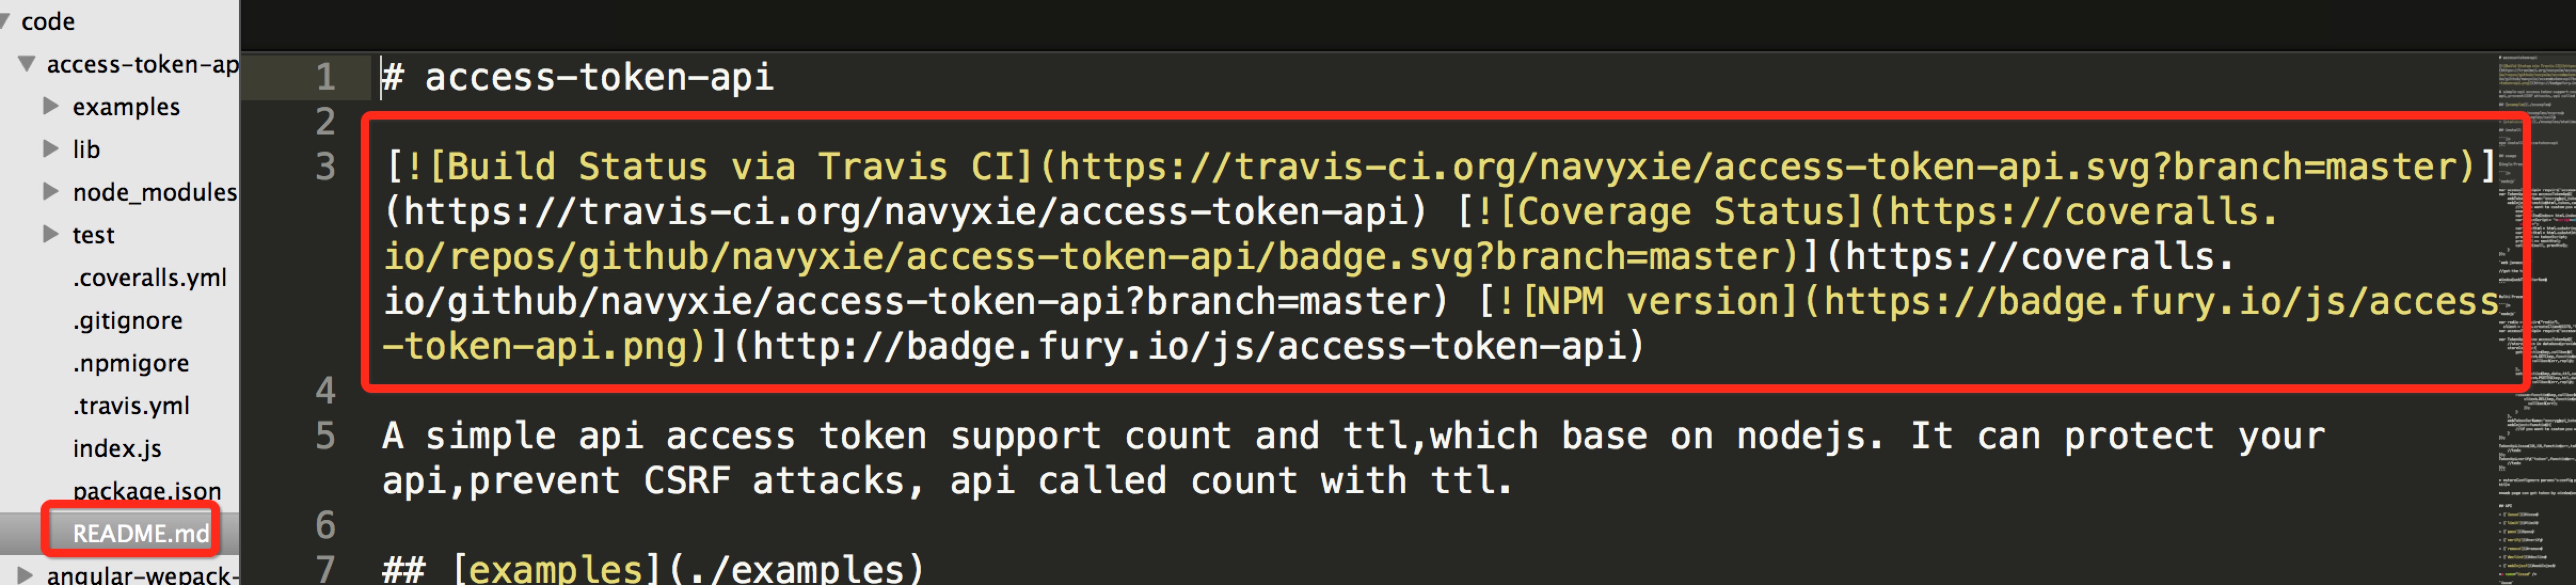 code
access-token-ap
examples
lib
node_modules
test
.coveralls.yml
.gitignore
.npmigore
.travis.yml
index.js
package.json
README.md
angular-wepack-
1 # access-token-api
2
3 [![Build Status via Travis CI](https://travis-ci.org/navyxie/access-token-api.svg?branch=master)]
(https://travis-ci.org/navyxie/access-token-api) [![Coverage Status](https://coveralls.
io/repos/github/navyxie/access-token-api/badge.svg?branch=master)](https://coveralls.
io/github/navyxie/access-token-api?branch=master) [![NPM version](https://badge.fury.io/js/access
-token-api.png)](http://badge.fury.io/js/access-token-api)
4
5 A simple api access token support count and ttl,which base on nodejs. It can protect your
api,prevent CSRF attacks, api called count with ttl.
6
7 ## [examples](./examples)